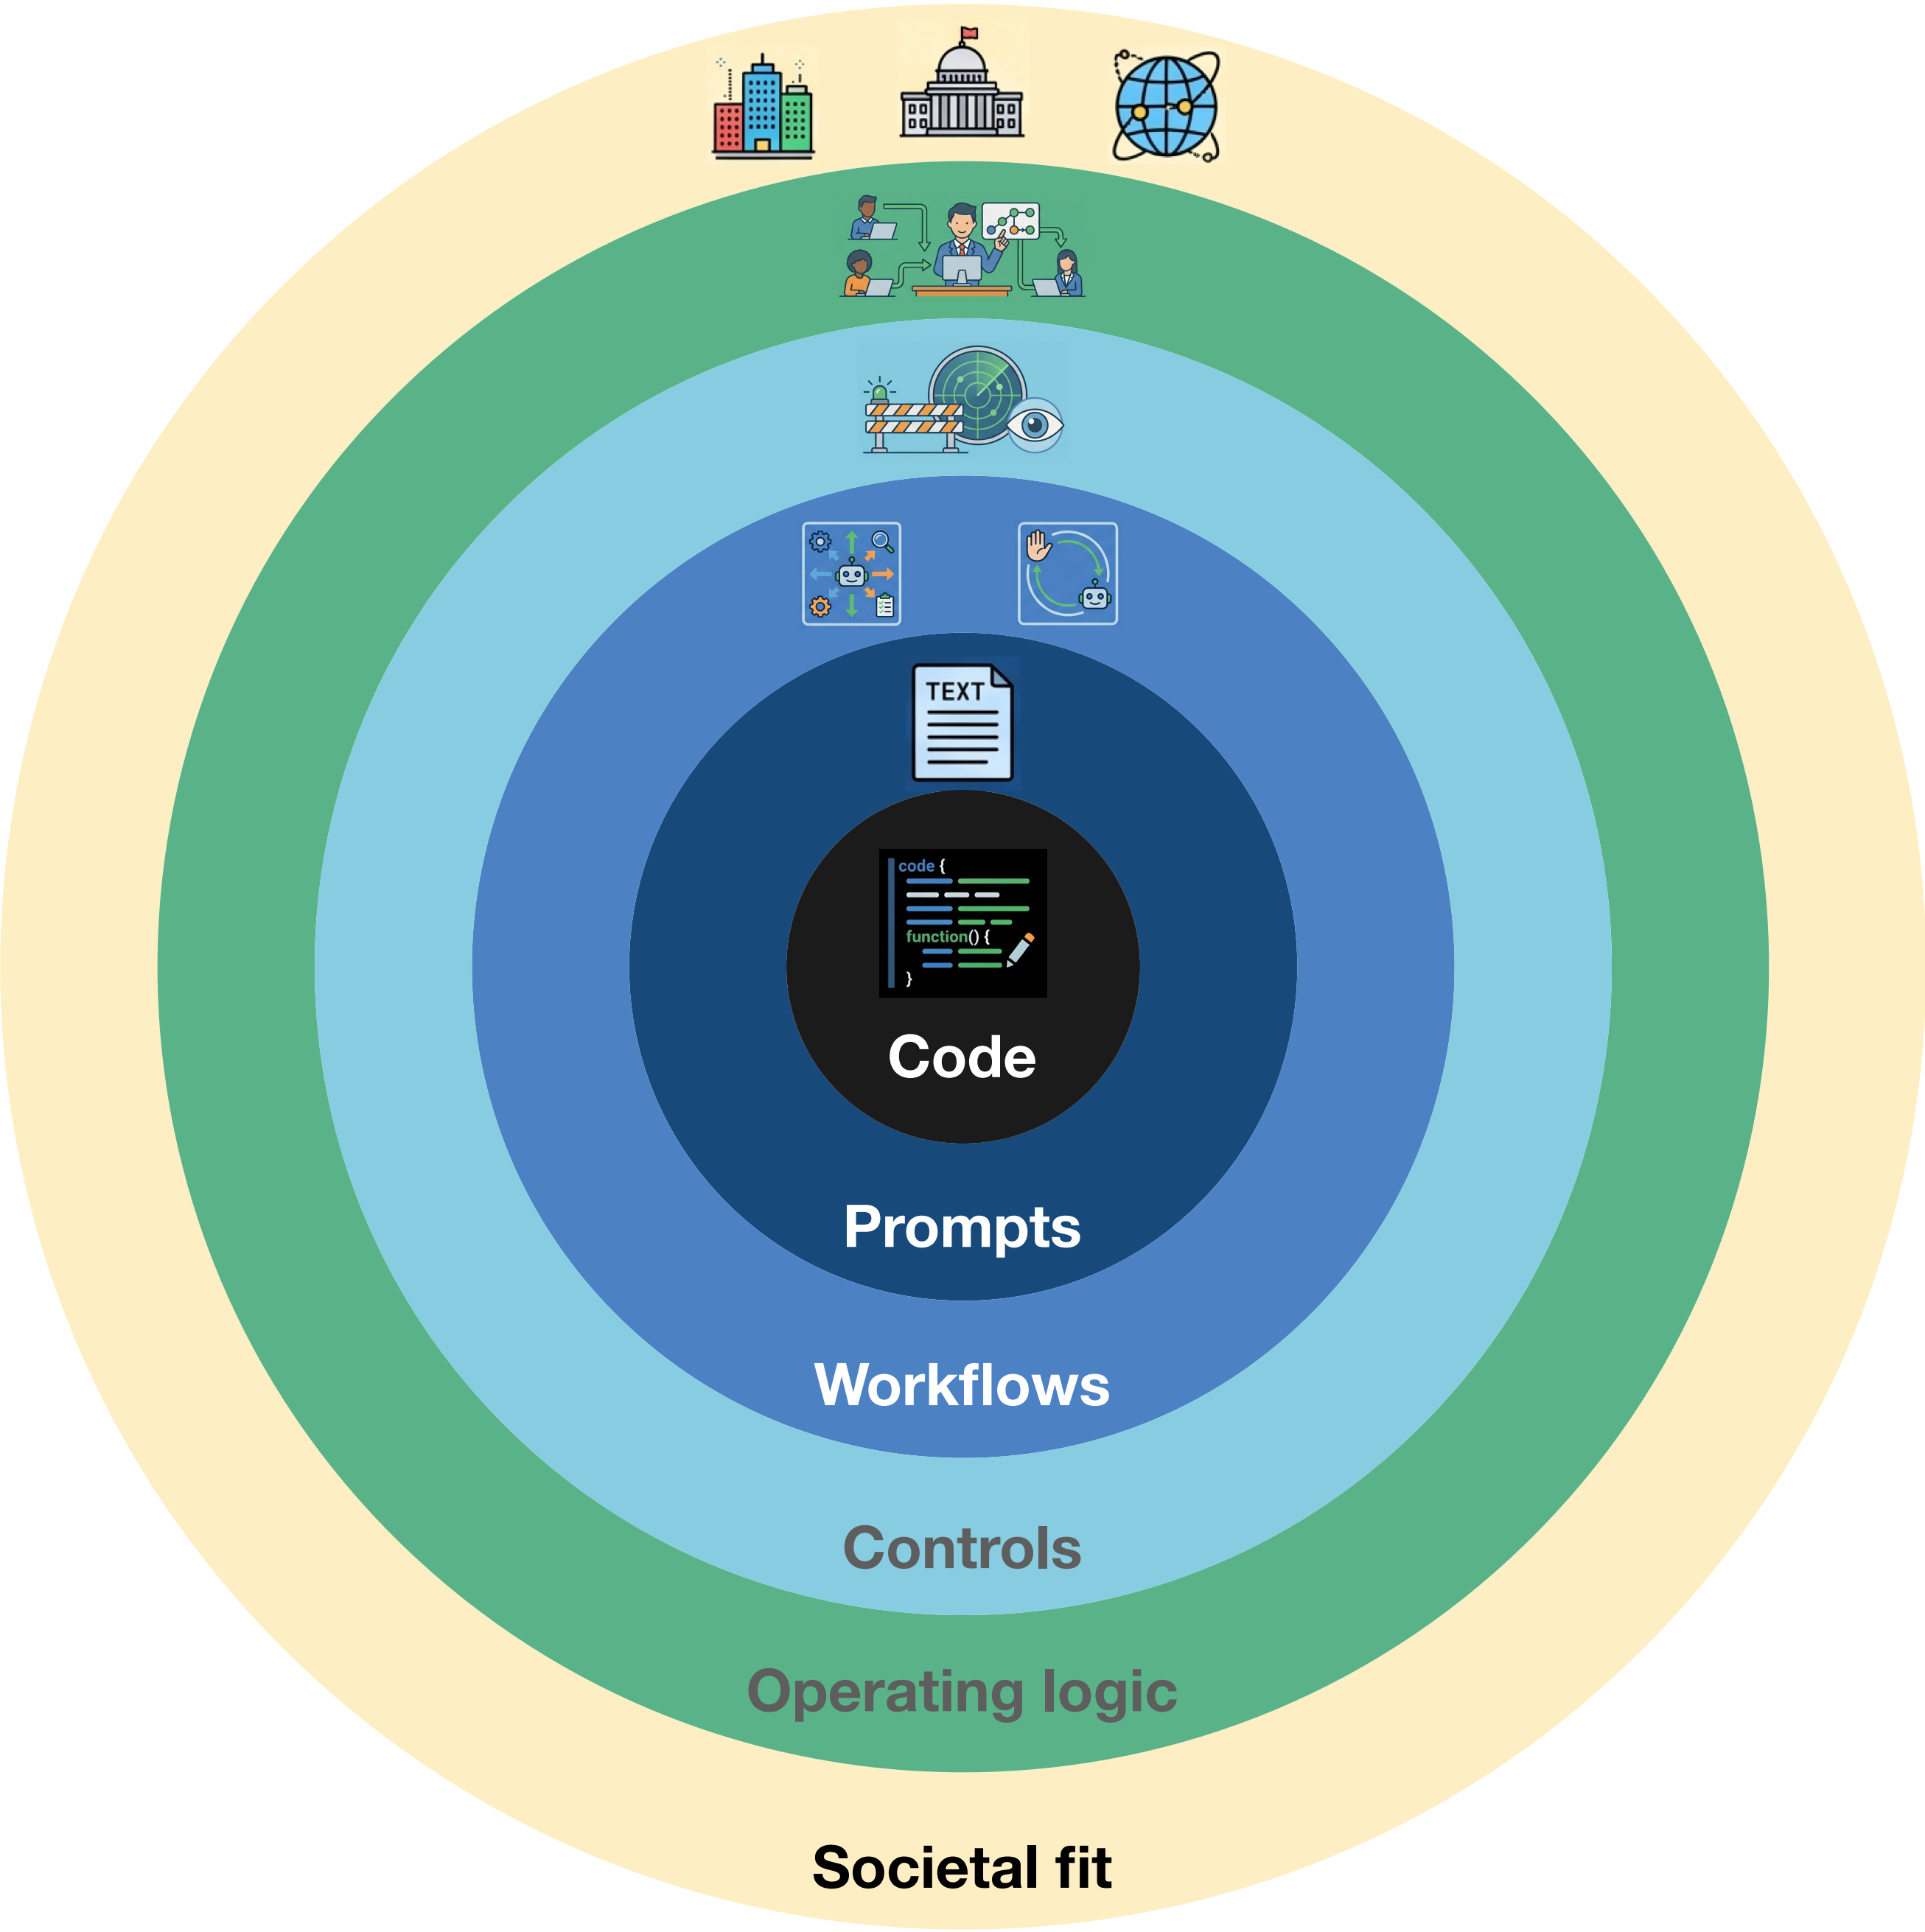 TEXT
code {
function() {
}
Code
Prompts
Workflows
Controls
Operating logic
Societal fit